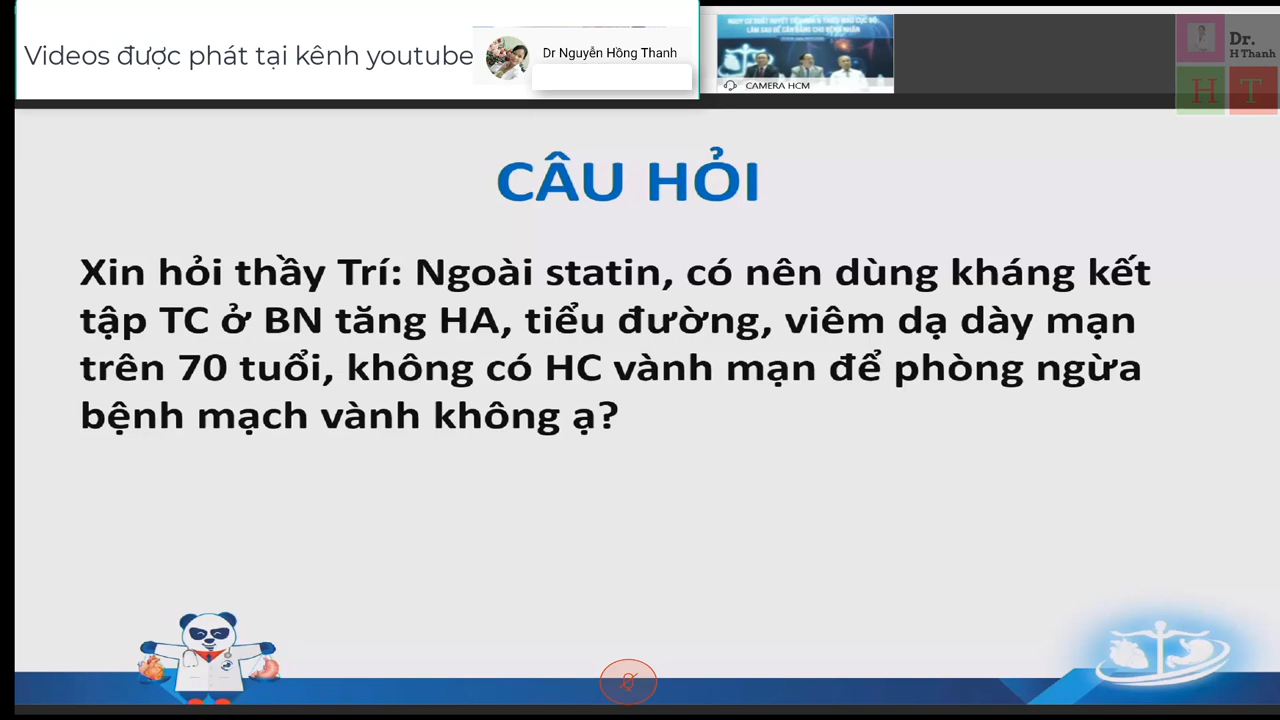 Videos được phát tại kênh youtube
Dr Nguyễn Hồng Thanh
CAMERA HCM
Dr.
H Thanh
H T
CÂU HỎI
Xin hỏi thầy Trí: Ngoài statin, có nên dùng kháng kết
tập TC ở BN tăng HA, tiểu đường, viêm dạ dày mạn
trên 70 tuổi, không có HC vành mạn để phòng ngừa
bệnh mạch vành không ạ?